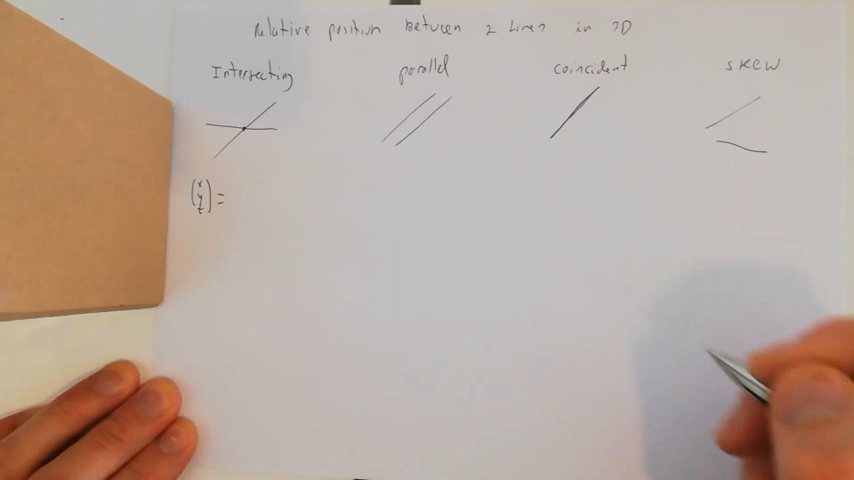 Relative position between 2 lines in 3D
Intersecting parallel coincident skew
(x y z) =